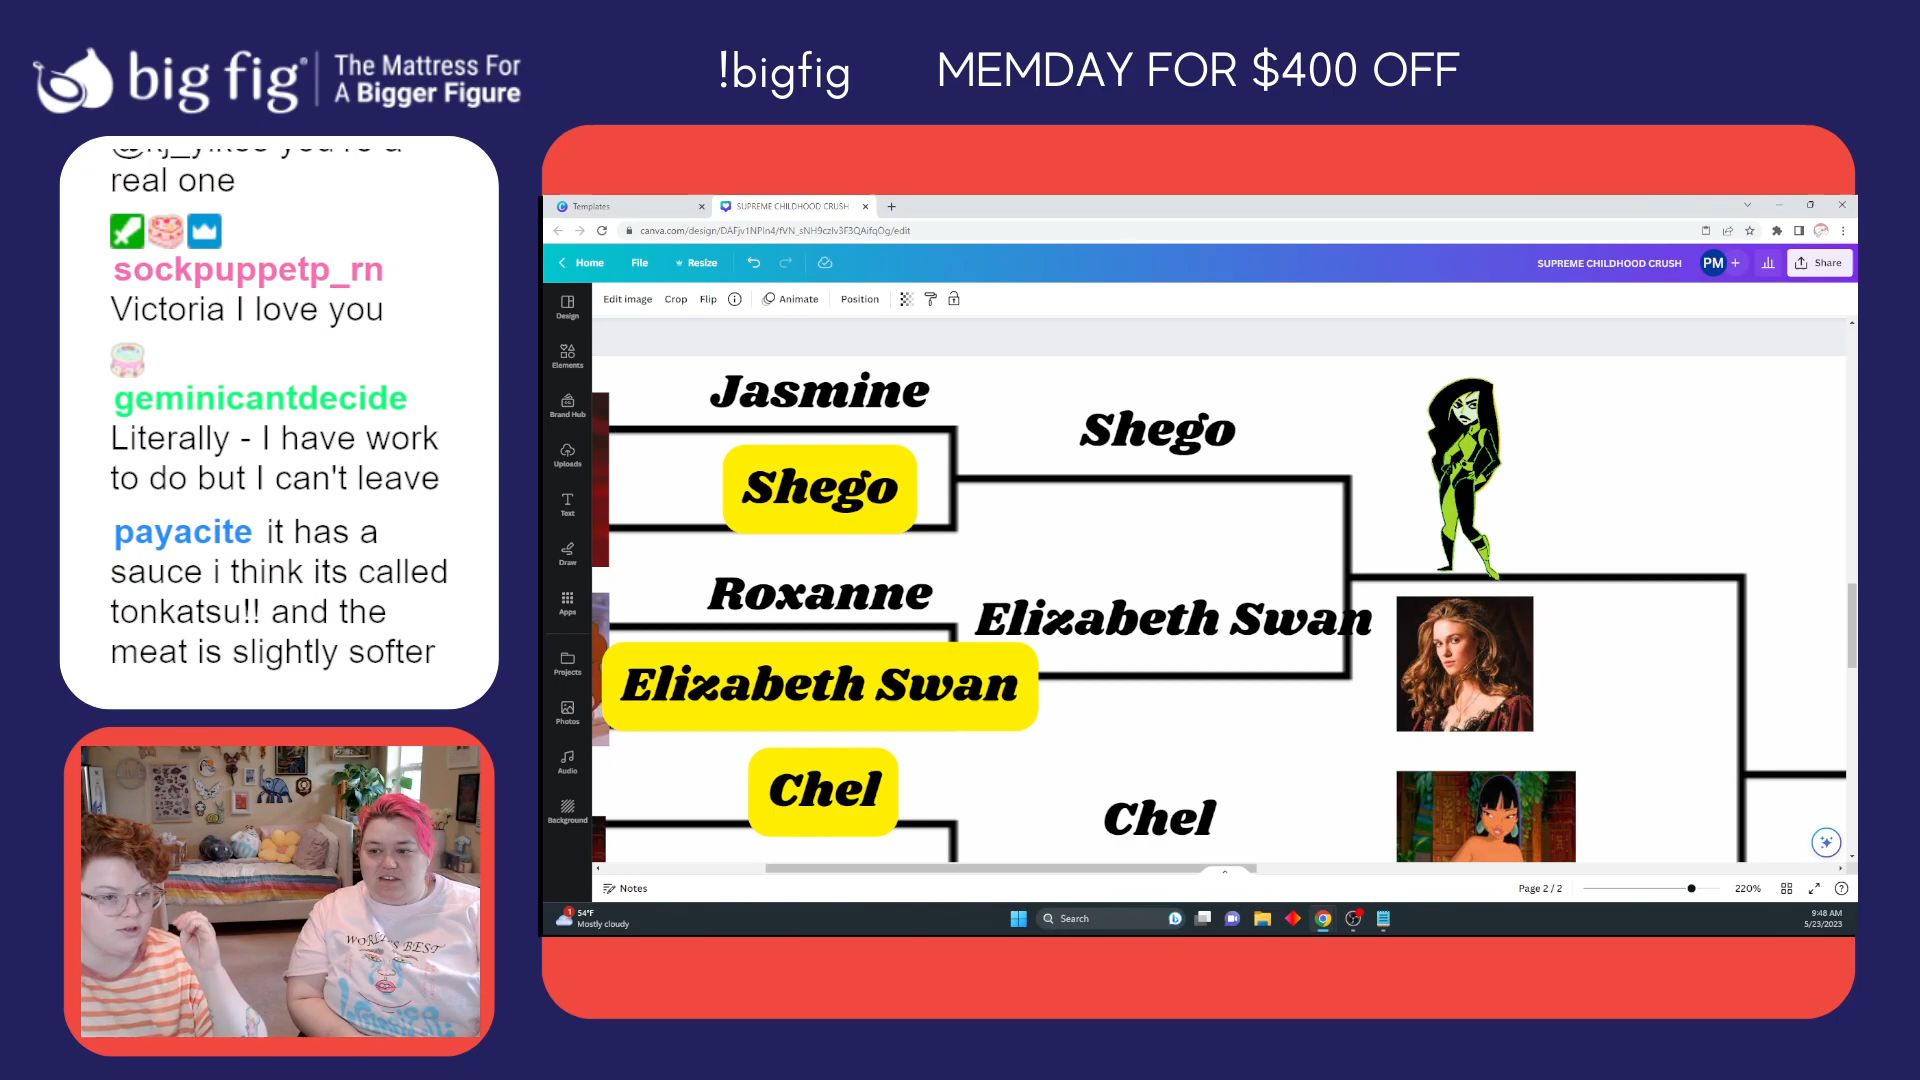 big fig
The Mattress For
A Bigger Figure
!bigfig
MEMDAY FOR $400 OFF
real one
sockpuppetp_rn
Victoria I love you
geminicantdecide
Literally - I have work
to do but I can't leave
payacite it has a
sauce i think its called
tonkatsu!! and the
meat is slightly softer
WORLD'S BEST
Templates
SUPREME CHILDHOOD CRUSH
canva.com/design/DAFjv1NPln4/fVN_sNH9czlv3F3QAifqOg/edit
Home
File
Resize
SUPREME CHILDHOOD CRUSH
PM
Share
Edit image
Crop
Flip
Animate
Position
Design
Elements
Brand Hub
Uploads
Text
Draw
Apps
Projects
Photos
Audio
Background
Jasmine
Shego
Shego
Roxanne
Elizabeth Swan
Elizabeth Swan
Chel
Chel
Notes
Page 2 / 2
220%
1
54°F
Mostly cloudy
Search
9:48 AM
5/23/2023